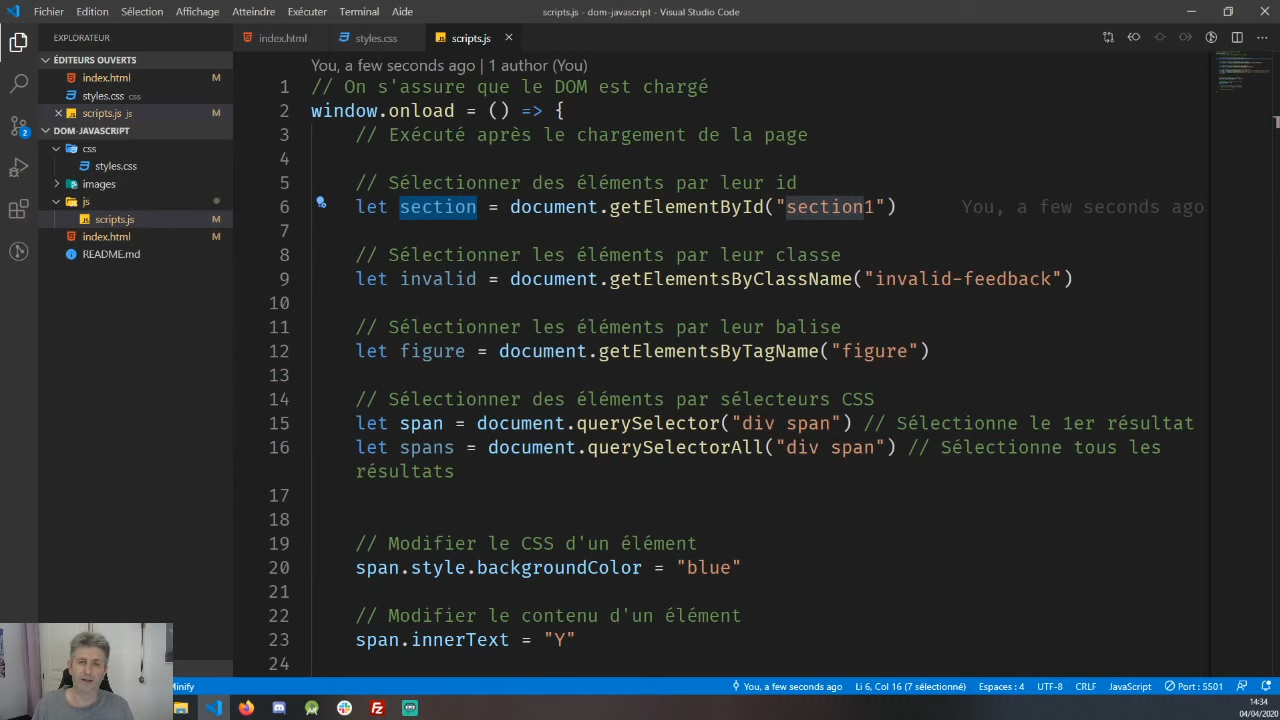 Fichier Edition Sélection Affichage Atteindre Exécuter Terminal Aide scripts.js - dom-javascript - Visual Studio Code
EXPLORATEUR
ÉDITEURS OUVERTS
index.html M
styles.css css
scripts.js js M
DOM-JAVASCRIPT
css
styles.css
images
js
scripts.js M
index.html M
README.md
2
index.html styles.css scripts.js
You, a few seconds ago | 1 author (You)
1 // On s'assure que le DOM est chargé
2 window.onload = () => {
3 // Exécuté après le chargement de la page
4
5 // Sélectionner des éléments par leur id
6 let section = document.getElementById("section1") You, a few seconds ago
7
8 // Sélectionner les éléments par leur classe
9 let invalid = document.getElementsByClassName("invalid-feedback")
10
11 // Sélectionner les éléments par leur balise
12 let figure = document.getElementsByTagName("figure")
13
14 // Sélectionner des éléments par sélecteurs CSS
15 let span = document.querySelector("div span") // Sélectionne le 1er résultat
16 let spans = document.querySelectorAll("div span") // Sélectionne tous les
résultats
17
18
19 // Modifier le CSS d'un élément
20 span.style.backgroundColor = "blue"
21
22 // Modifier le contenu d'un élément
23 span.innerText = "Y"
24
Minify You, a few seconds ago Li 6, Col 16 (7 sélectionné) Espaces : 4 UTF-8 CRLF JavaScript Port : 5501
14:34
04/04/2020